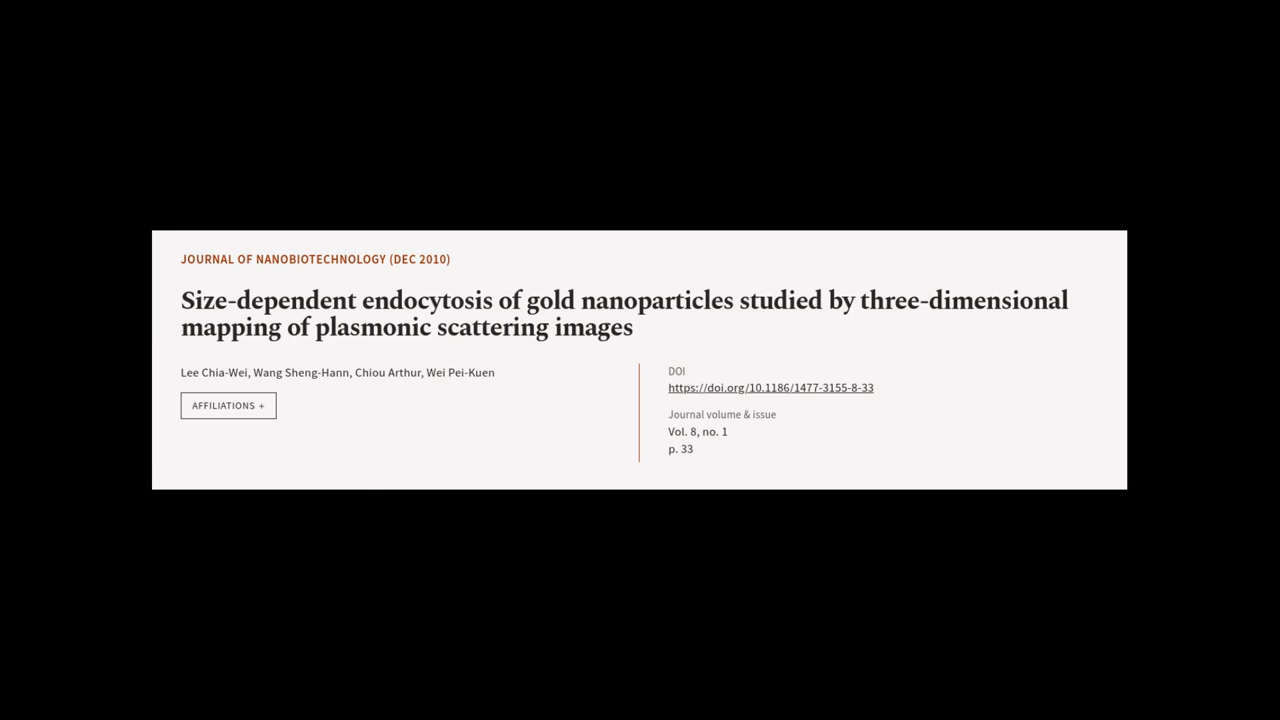 JOURNAL OF NANOBIOTECHNOLOGY (DEC 2010)
Size-dependent endocytosis of gold nanoparticles studied by three-dimensional
mapping of plasmonic scattering images
Lee Chia-Wei, Wang Sheng-Hann, Chiou Arthur, Wei Pei-Kuen
AFFILIATIONS +
DOI
https://doi.org/10.1186/1477-3155-8-33
Journal volume & issue
Vol. 8, no. 1
p. 33